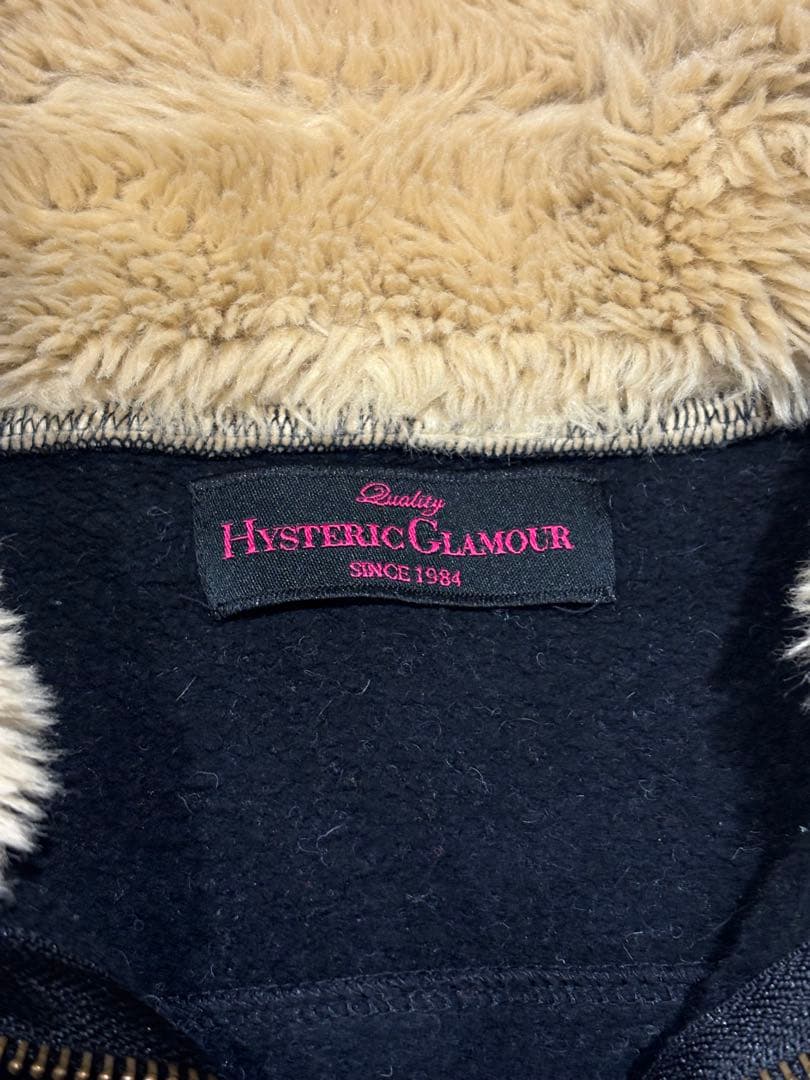 Quality
HYSTERIC GLAMOUR
SINCE 1984